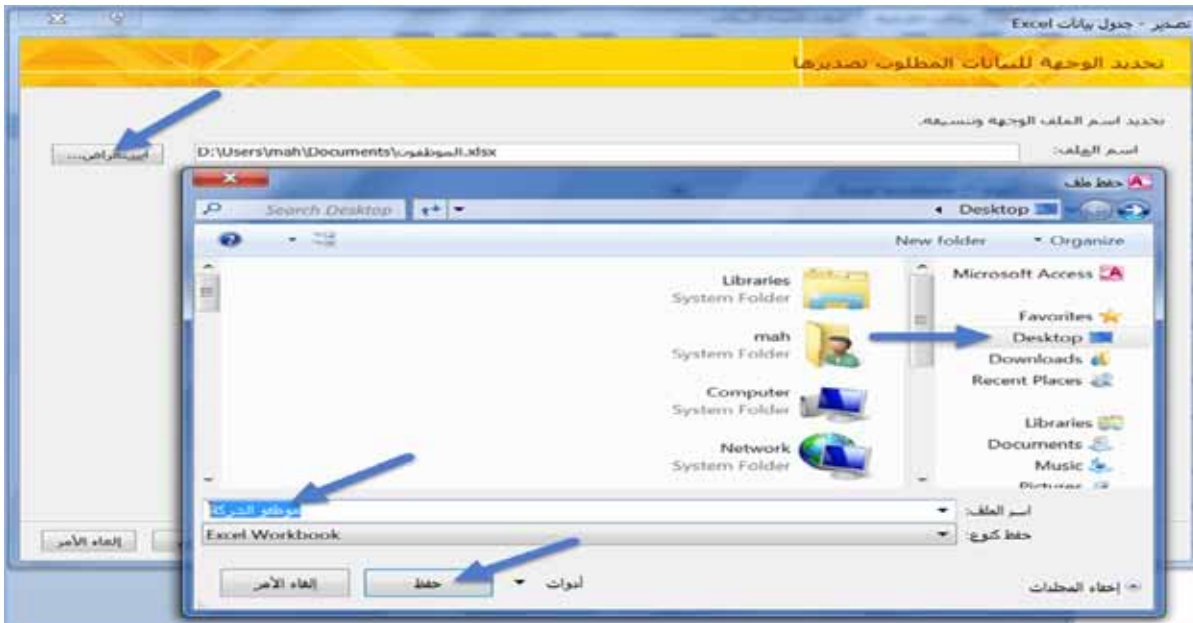 تصدير - جدول بيانات Excel
تحديد الوجهة للبيانات المطلوب تصديرها
تحديد اسم الملف الوجهة وتنسيقه.
اسم الملف:
D:\Users\mah\Documents\الموظفون.xlsx
استعراض...
حفظ ملف
Desktop
Search Desktop
Organize
New folder
Microsoft Access
Favorites
Desktop
Downloads
Recent Places
Libraries
Documents
Music
Pictures
Libraries
System Folder
mah
System Folder
Computer
System Folder
Network
System Folder
اسم الملف:
موظفو الشركة
حفظ كنوع:
Excel Workbook
إخفاء المجلدات
أدوات
حفظ
إلغاء الأمر
إلغاء الأمر